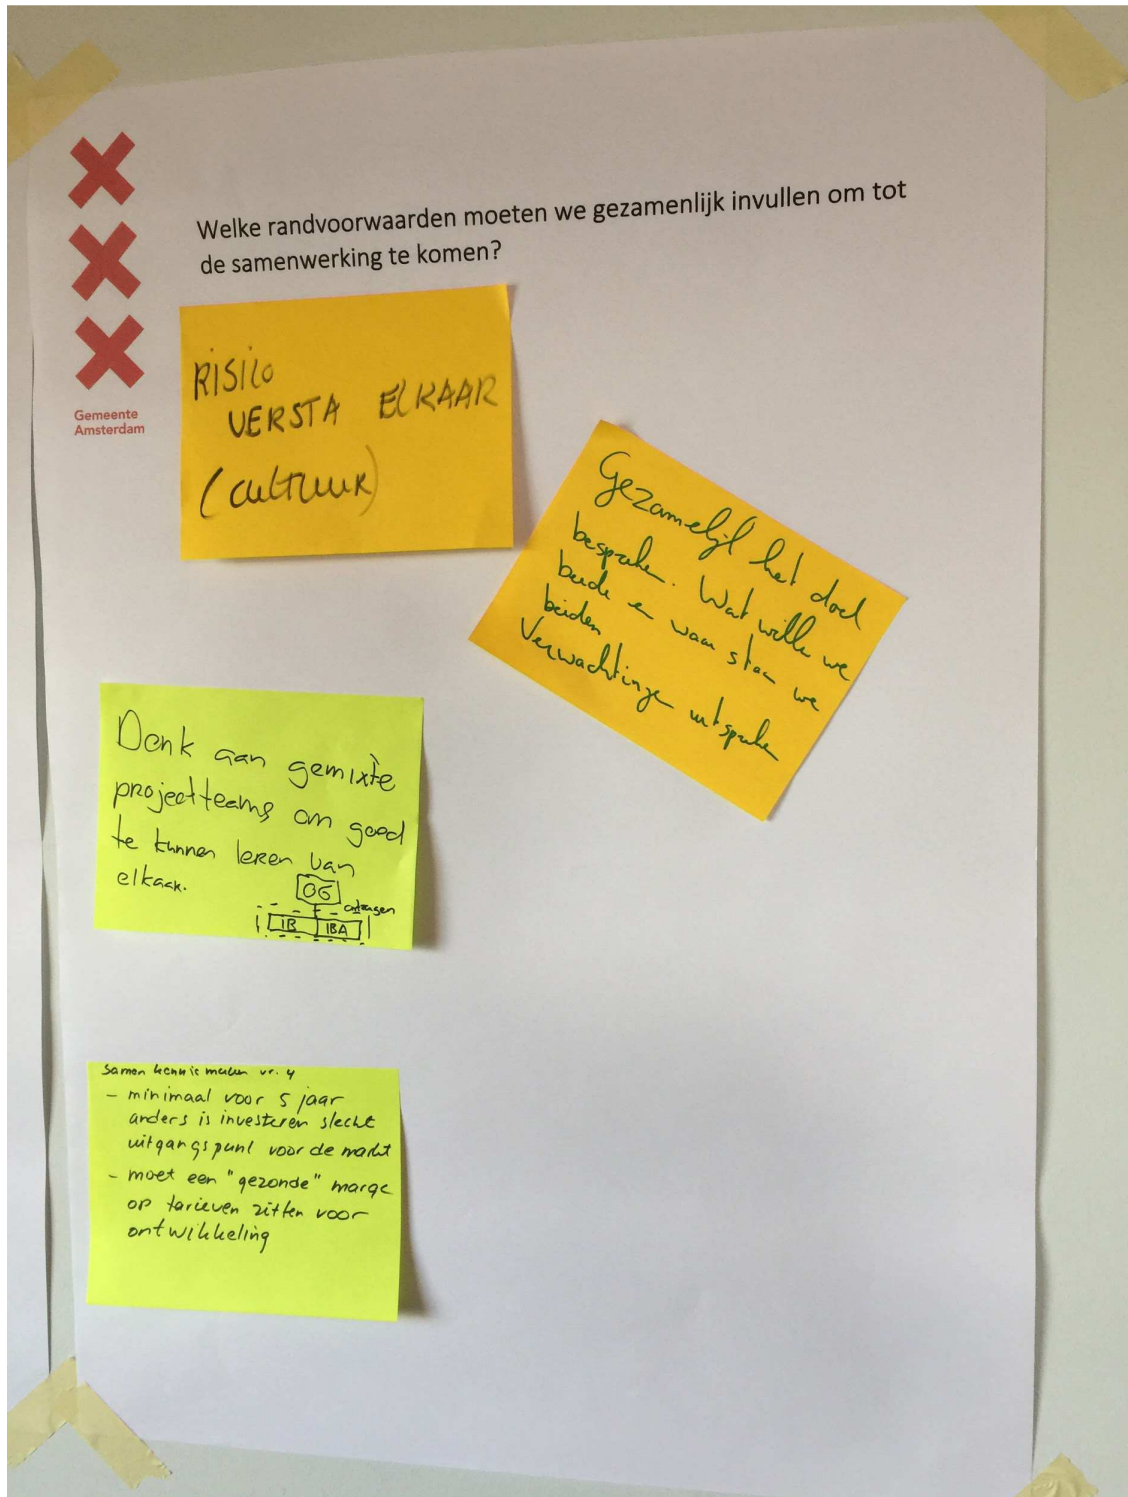 Welke randvoorwaarden moeten we gezamenlijk invullen om tot
de samenwerking te komen?
Gemeente
Amsterdam
RISICO
VERSTA ELKAAR
(CULTUUR)
Gezamelijk het doel
bespreken. Wat willen we
beide en waar staan we
beiden
Verwachtingen uitspreken
Denk aan gemixte
projectteams om goed
te kunnen leren van
elkaar.
OG
IB IBA
Samen kennis maken vr. 4
- minimaal voor 5 jaar
anders is investeren slecht
uitgangspunt voor de markt
- moet een "gezonde" marge
op tarieven zitten voor
ontwikkeling